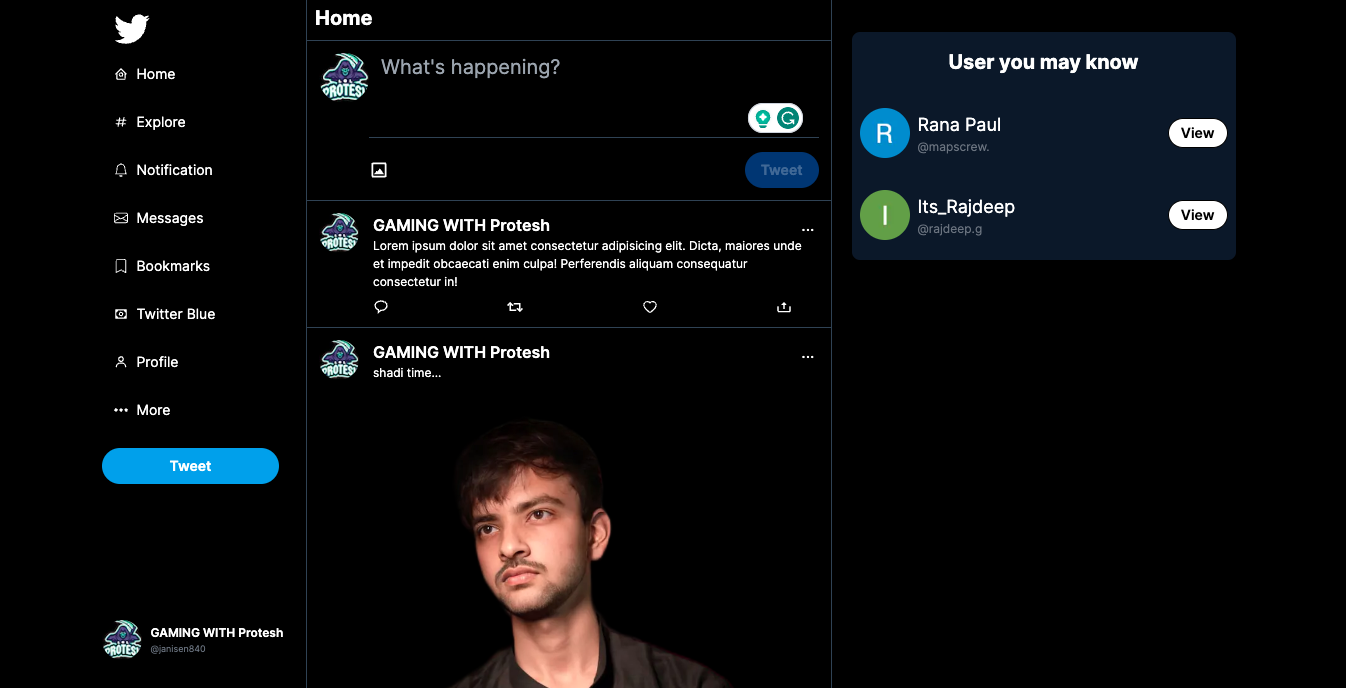 Home
Explore
Notification
Messages
Bookmarks
Twitter Blue
Profile
More
Tweet
GAMING WITH Protesh
@janisen840
Home
PROTESH
What's happening?
Tweet
GAMING WITH Protesh
Lorem ipsum dolor sit amet consectetur adipisicing elit. Dicta, maiores unde
et impedit obcaecati enim culpa! Perferendis aliquam consequatur
consectetur in!
GAMING WITH Protesh
shadi time...
User you may know
R
Rana Paul
@mapscrew.
View
I
Its_Rajdeep
@rajdeep.g
View